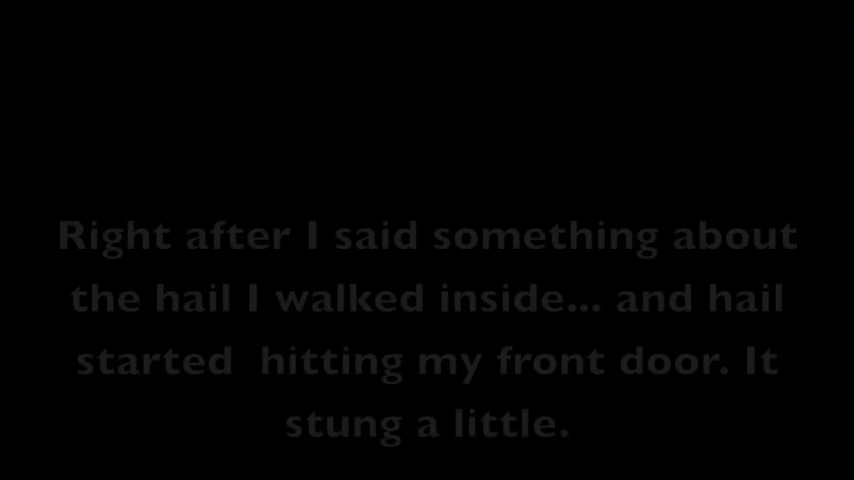 Right after I said something about
the hail I walked inside... and hail
started  hitting my front door. It
stung a little.